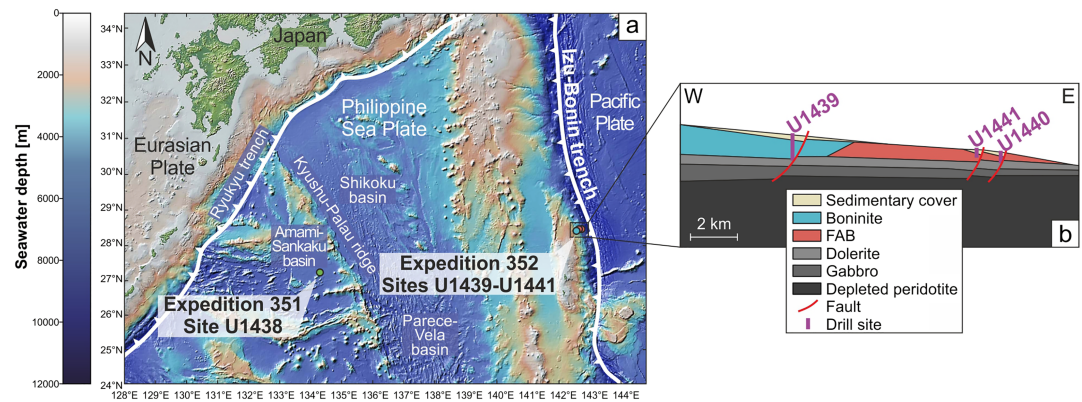 Seawater depth [m]
0
2000
4000
6000
8000
10000
12000
34°N
33°N
32°N
31°N
30°N
29°N
28°N
27°N
26°N
25°N
24°N
128°E 129°E 130°E 131°E 132°E 133°E 134°E 135°E 136°E 137°E 138°E 139°E 140°E 141°E 142°E 143°E 144°E
a
N
Japan
Eurasian
Plate
Philippine
Sea Plate
Pacific
Plate
Izu-Bonin trench
Ryukyu trench
Kyushu-Palau ridge
Shikoku
basin
Amami-
Sankaku
basin
Parece-
Vela
basin
Expedition 351
Site U1438
Expedition 352
Sites U1439-U1441
W
E
U1439
U1441
U1440
2 km
b
Sedimentary cover
Boninite
FAB
Dolerite
Gabbro
Depleted peridotite
Fault
Drill site